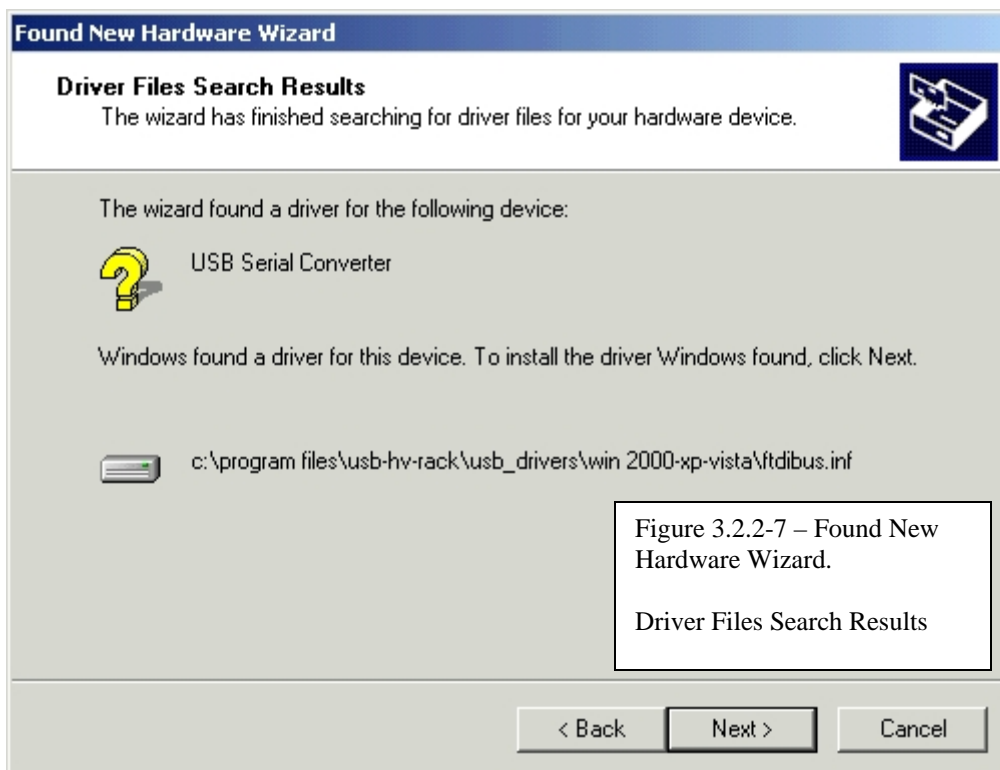 Found New Hardware Wizard
Driver Files Search Results
The wizard has finished searching for driver files for your hardware device.
The wizard found a driver for the following device:
USB Serial Converter
Windows found a driver for this device. To install the driver Windows found, click Next.
c:\program files\usb-hv-rack\usb_drivers\win 2000-xp-vista\ftdibus.inf
Figure 3.2.2-7 – Found New
Hardware Wizard.
Driver Files Search Results
< Back
Next >
Cancel